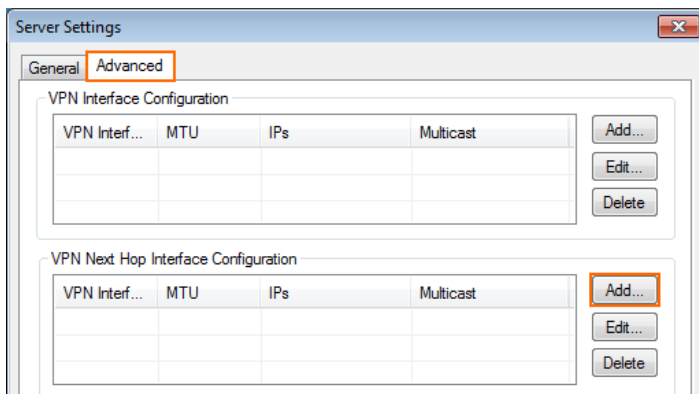 Server Settings
General Advanced
VPN Interface Configuration
VPN Interf... MTU IPs Multicast
Add...
Edit...
Delete
VPN Next Hop Interface Configuration
VPN Interf... MTU IPs Multicast
Add...
Edit...
Delete